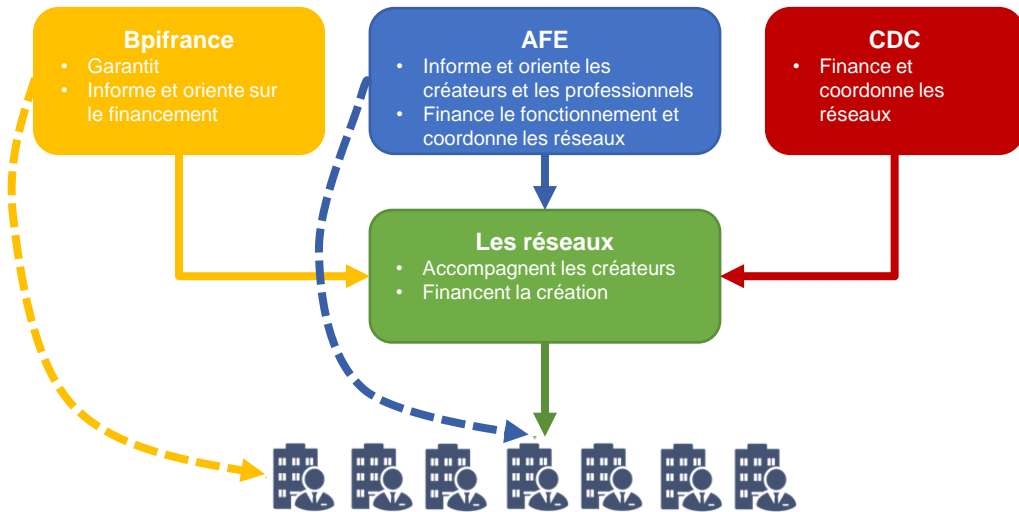 Bpifrance
• Garantit
• Informe et oriente sur
le financement
AFE
• Informe et oriente les
créateurs et les professionnels
• Finance le fonctionnement et
coordonne les réseaux
CDC
• Finance et
coordonne les
réseaux
Les réseaux
• Accompagnent les créateurs
• Financent la création